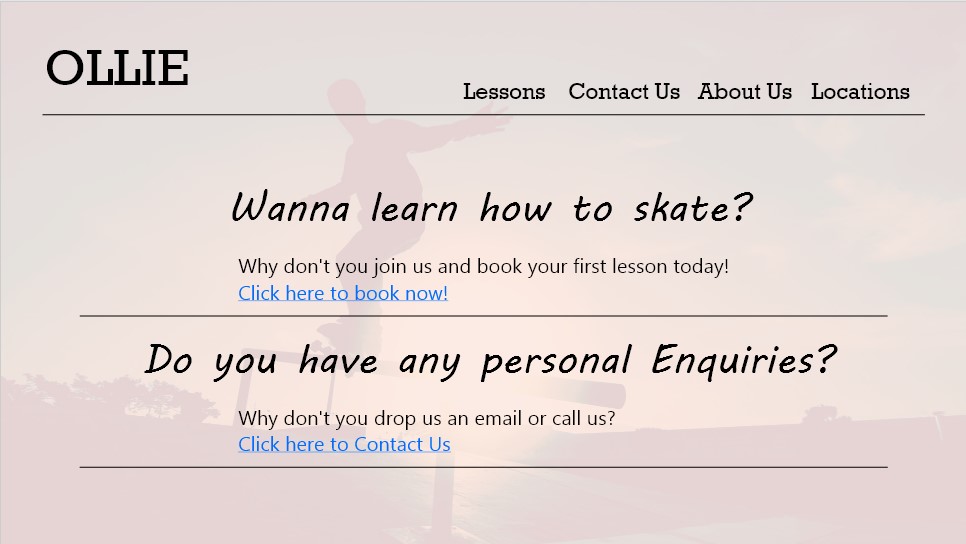 OLLIE
Lessons Contact Us About Us Locations
Wanna learn how to skate?
Why don't you join us and book your first lesson today!
Click here to book now!
Do you have any personal Enquiries?
Why don't you drop us an email or call us?
Click here to Contact Us